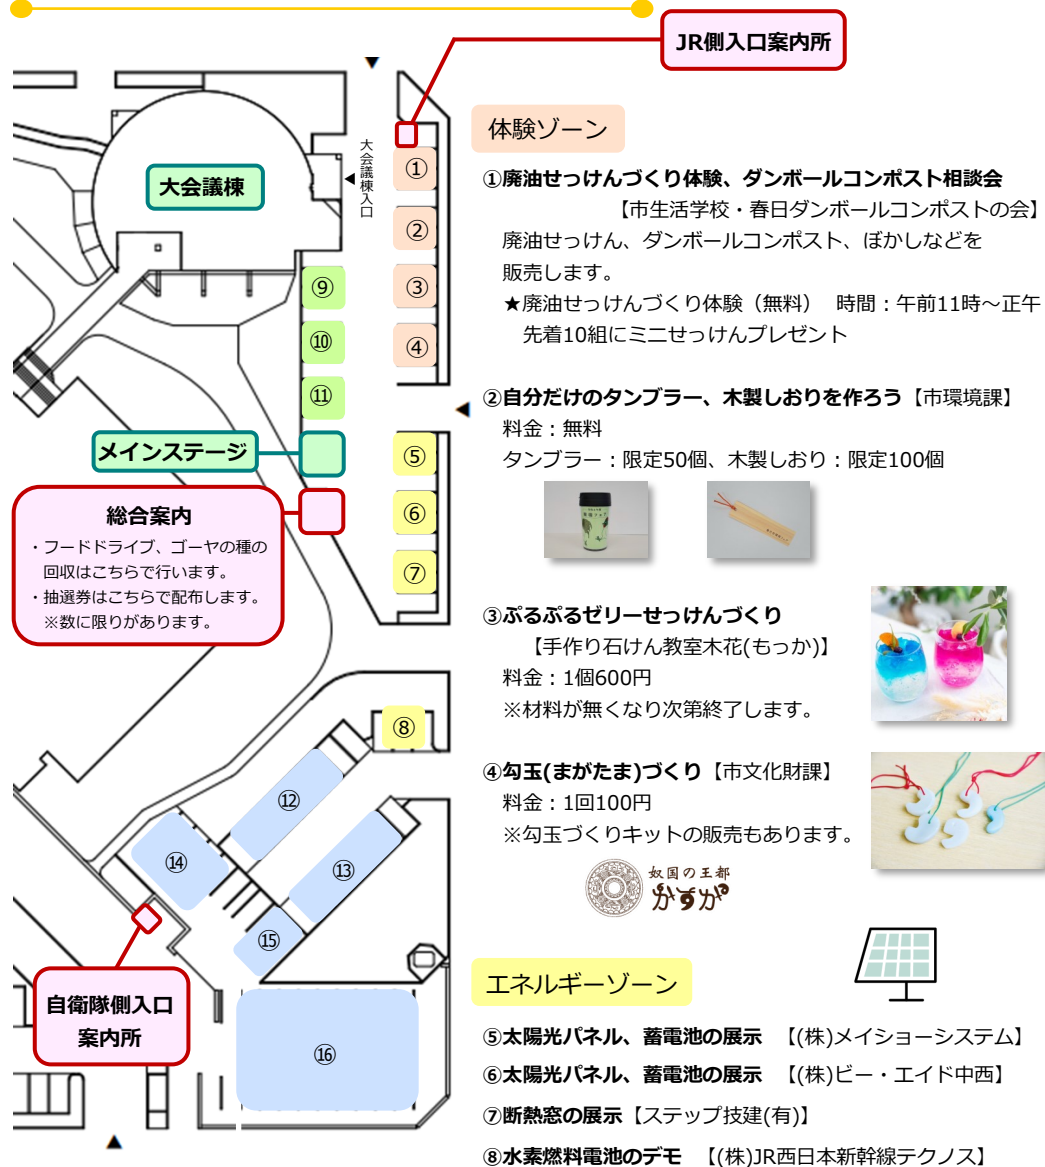 JR側入口案内所
大会議棟
大会議棟入口
①
②
③
④
⑨
⑩
⑪
⑤
⑥
⑦
メインステージ
総合案内
・フードドライブ、ゴーヤの種の
回収はこちらで行います。
・抽選券はこちらで配布します。
※数に限りがあります。
⑧
⑫
⑬
⑭
⑮
⑯
自衛隊側入口
案内所
体験ゾーン
①廃油せっけんづくり体験、ダンボールコンポスト相談会
【市生活学校・春日ダンボールコンポストの会】
廃油せっけん、ダンボールコンポスト、ぼかしなどを
販売します。
★廃油せっけんづくり体験（無料）　時間：午前11時～正午
先着10組にミニせっけんプレゼント
②自分だけのタンブラー、木製しおりを作ろう【市環境課】
料金：無料
タンブラー：限定50個、木製しおり：限定100個
③ぷるぷるゼリーせっけんづくり
【手作り石けん教室木花(もっか)】
料金：1個600円
※材料が無くなり次第終了します。
④勾玉(まがたま)づくり【市文化財課】
料金：1回100円
※勾玉づくりキットの販売もあります。
奴国の王都
かすが
エネルギーゾーン
⑤太陽光パネル、蓄電池の展示　【(株)メイショーシステム】
⑥太陽光パネル、蓄電池の展示　【(株)ビー・エイド中西】
⑦断熱窓の展示【ステップ技建(有)】
⑧水素燃料電池のデモ　【(株)JR西日本新幹線テクノス】